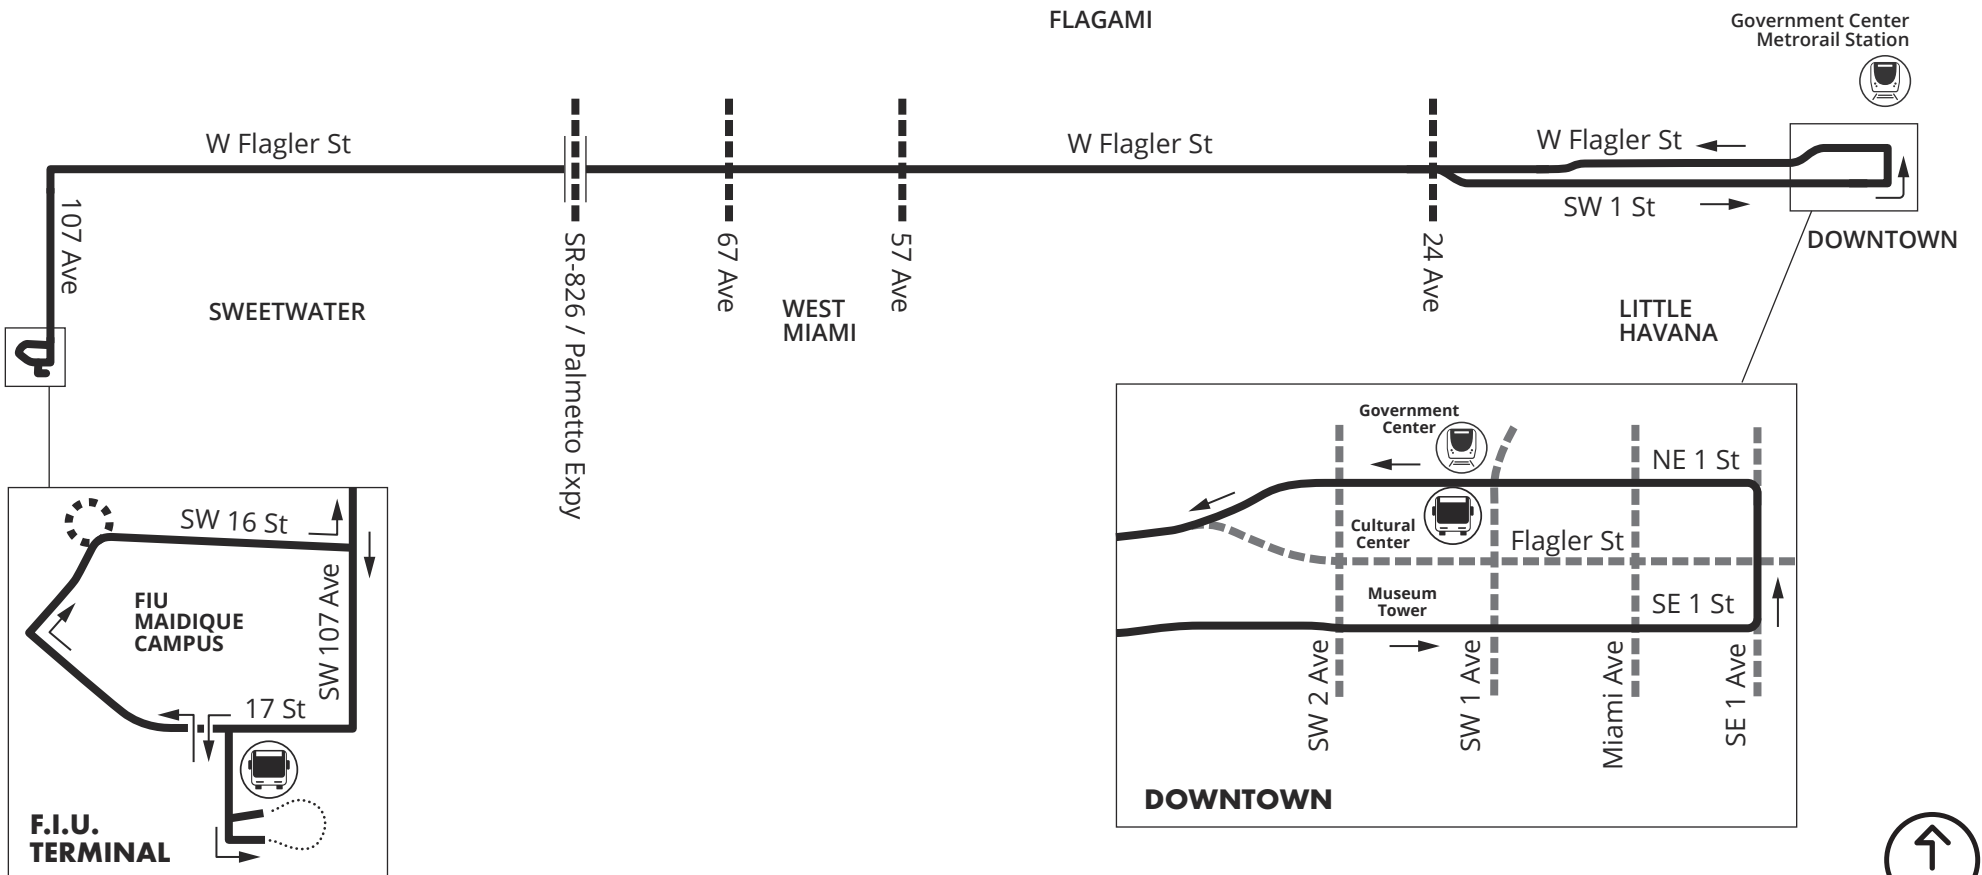 FLAGAMI
Government Center
Metrorail Station
W Flagler St
W Flagler St
W Flagler St
SW 1 St
DOWNTOWN
107 Ave
SR-826 / Palmetto Expy
67 Ave
57 Ave
24 Ave
SWEETWATER
WEST
MIAMI
LITTLE
HAVANA
SW 16 St
FIU
MAIDIQUE
CAMPUS
SW 107 Ave
17 St
F.I.U.
TERMINAL
Government
Center
NE 1 St
Cultural
Center
Flagler St
Museum
Tower
SE 1 St
SW 2 Ave
SW 1 Ave
Miami Ave
SE 1 Ave
DOWNTOWN